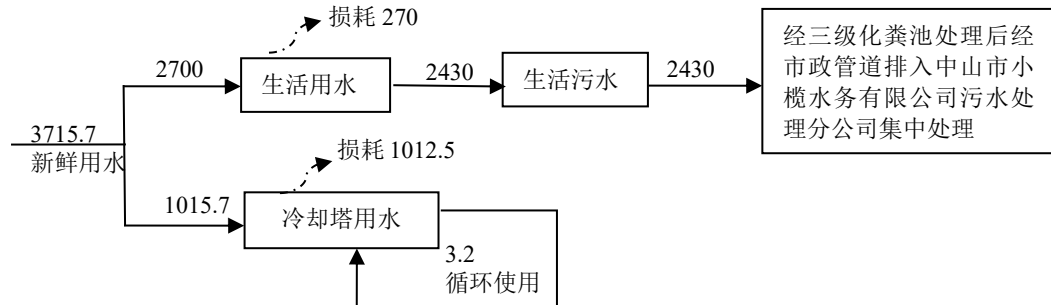 损耗 270
2700
生活用水
2430
生活污水
2430
经三级化粪池处理后经
市政管道排入中山市小
榄水务有限公司污水处
理分公司集中处理
3715.7
新鲜用水
损耗 1012.5
1015.7
冷却塔用水
3.2
循环使用